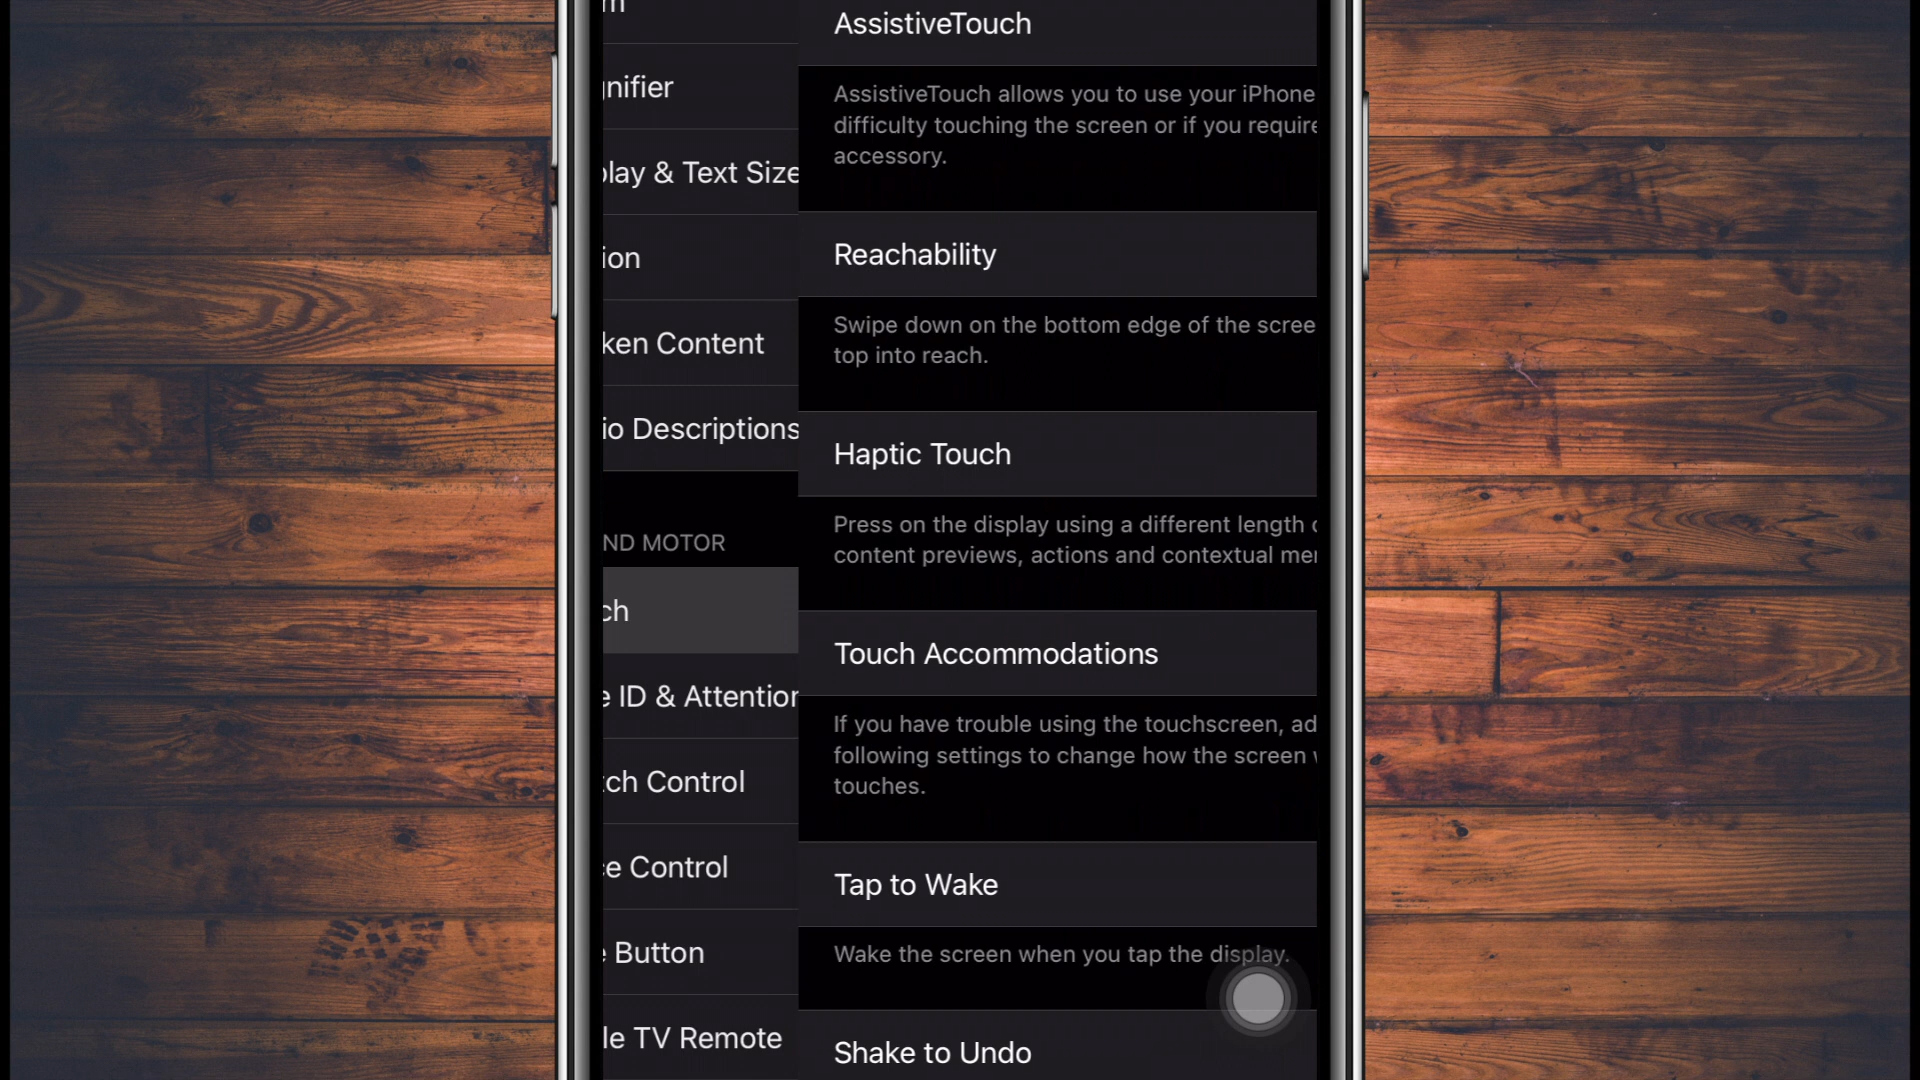 m
gnifier
play & Text Size
ion
ken Content
io Descriptions
ND MOTOR
ch
e ID & Attention
tch Control
ce Control
e Button
le TV Remote
AssistiveTouch
AssistiveTouch allows you to use your iPhone
difficulty touching the screen or if you require
accessory.
Reachability
Swipe down on the bottom edge of the scree
top into reach.
Haptic Touch
Press on the display using a different length
content previews, actions and contextual me
Touch Accommodations
If you have trouble using the touchscreen, ad
following settings to change how the screen
touches.
Tap to Wake
Wake the screen when you tap the display.
Shake to Undo